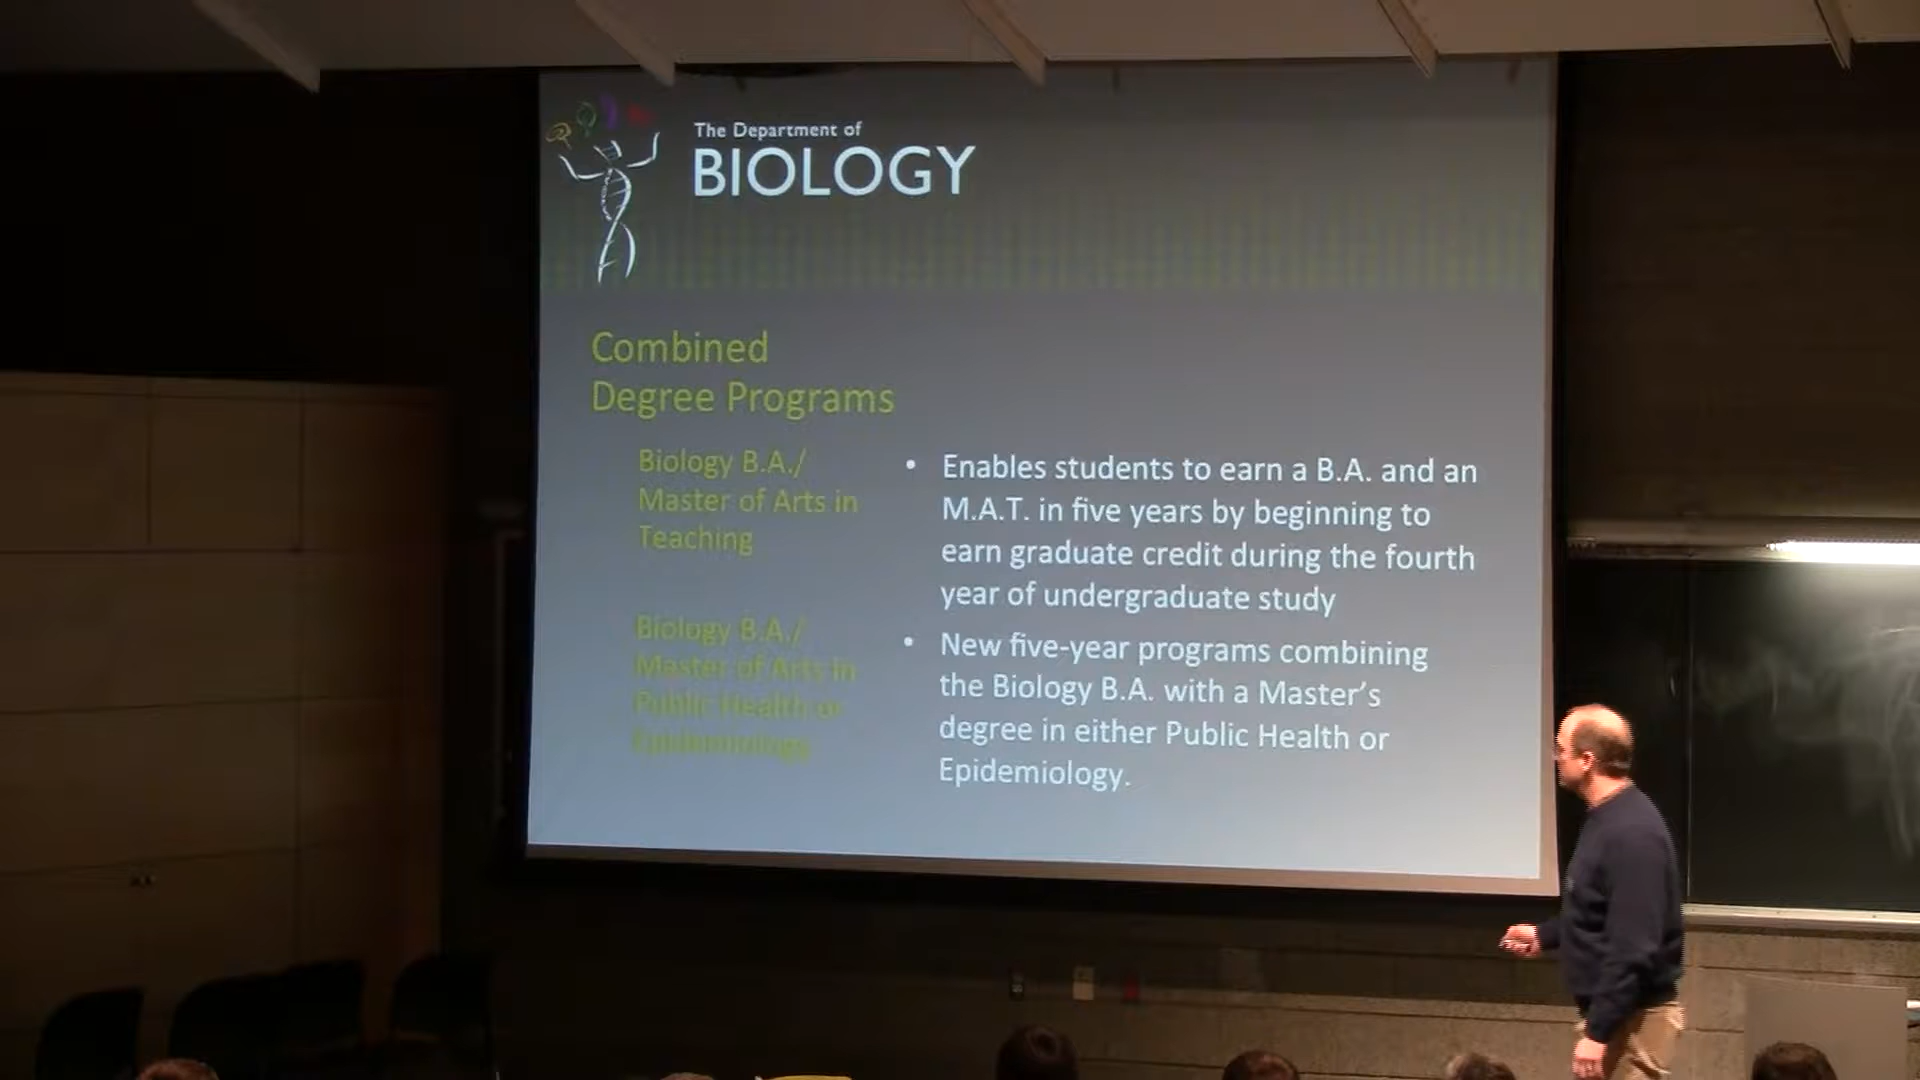 The Department of
BIOLOGY
Combined
Degree Programs
Biology B.A./
Master of Arts in
Teaching
• Enables students to earn a B.A. and an
M.A.T. in five years by beginning to
earn graduate credit during the fourth
year of undergraduate study
Biology B.A./
Master of Arts in
Public Health or
Epidemiology
• New five-year programs combining
the Biology B.A. with a Master’s
degree in either Public Health or
Epidemiology.